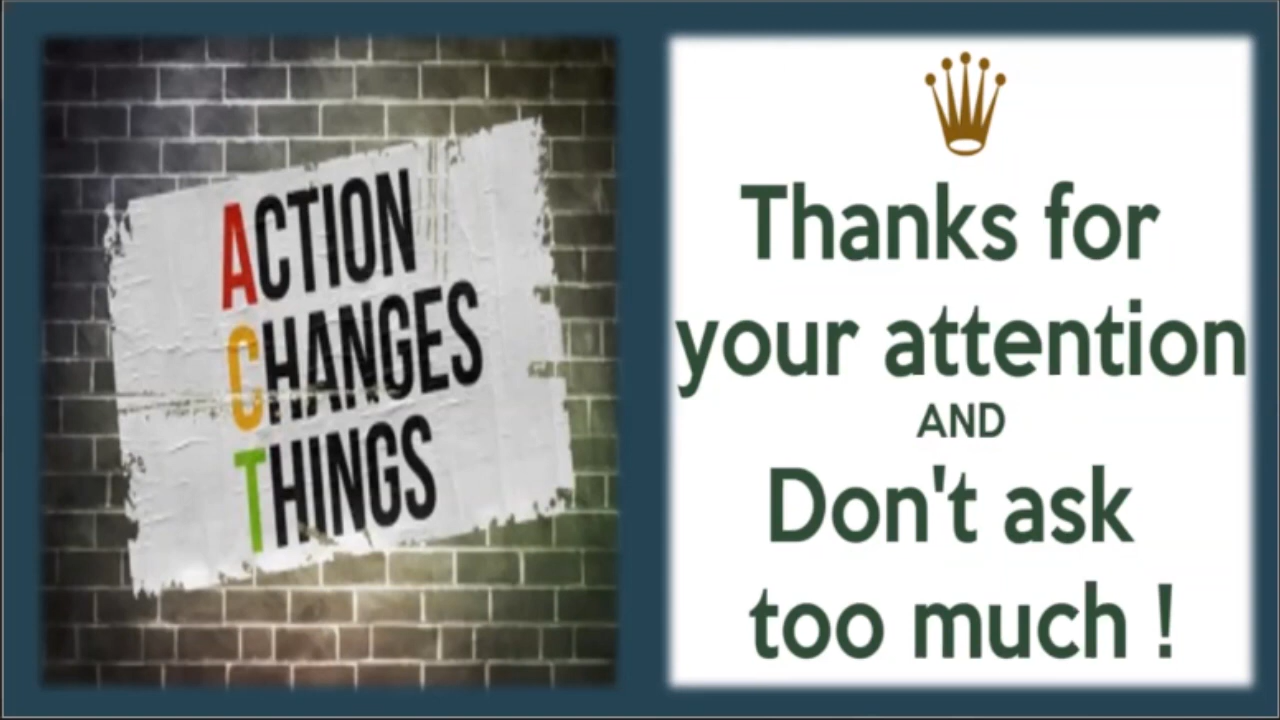 ACTION
CHANGES
THINGS
Thanks for
your attention
AND
Don't ask
too much !